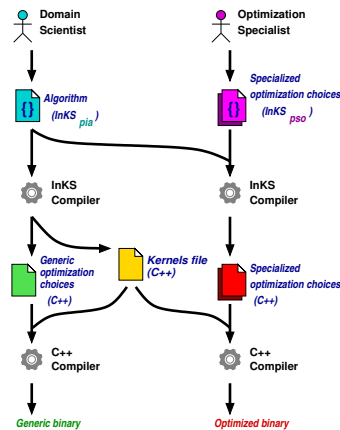 Domain
Scientist
Optimization
Specialist
{}
Algorithm
(InKS pia )
{}
Specialized
optimization choices
(InKS pso )
InKS
Compiler
InKS
Compiler
Generic
optimization
choices
(C++)
Kernels file
(C++)
Specialized
optimization choices
(C++)
C++
Compiler
C++
Compiler
Generic binary
Optimized binary